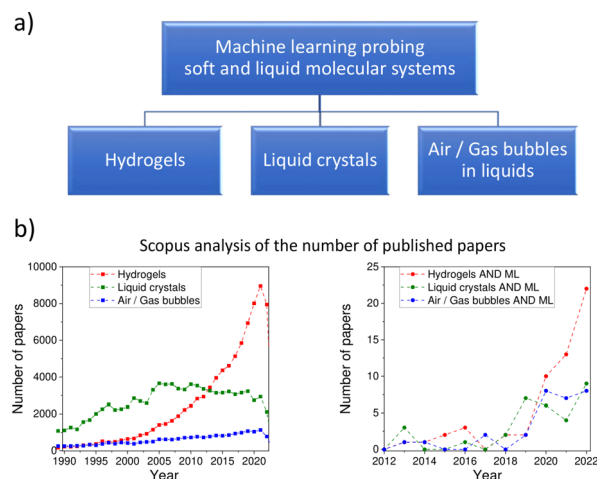 a)
Machine learning probing
soft and liquid molecular systems
Hydrogels
Liquid crystals
Air / Gas bubbles
in liquids
b)
Scopus analysis of the number of published papers
Number of papers
10000
8000
6000
4000
2000
0
1990
1995
2000
2005
2010
2015
2020
Year
Hydrogels
Liquid crystals
Air / Gas bubbles
Number of papers
25
20
15
10
5
0
2012
2014
2016
2018
2020
2022
Year
Hydrogels AND ML
Liquid crystals AND ML
Air / Gas bubbles AND ML